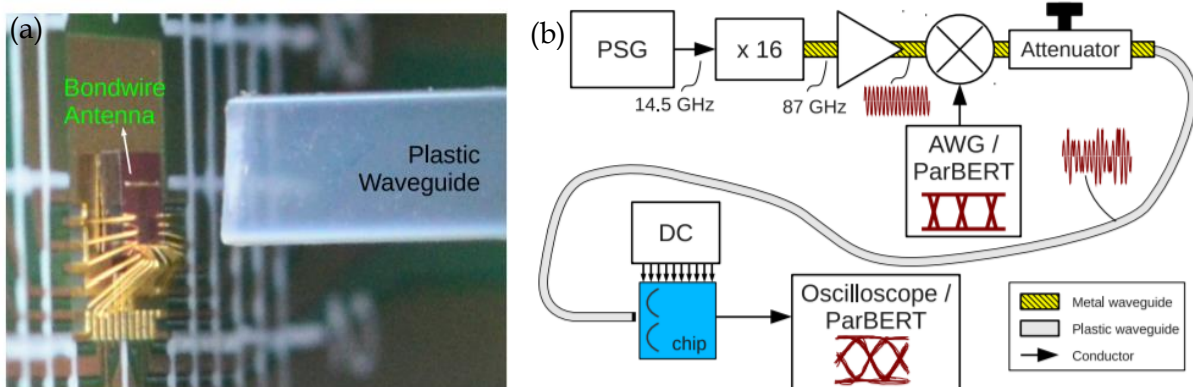 (a)
Bondwire
Antenna
Plastic
Waveguide
(b)
PSG
x 16
Attenuator
14.5 GHz
87 GHz
AWG /
ParBERT
DC
chip
Oscilloscope /
ParBERT
Metal waveguide
Plastic waveguide
Conductor